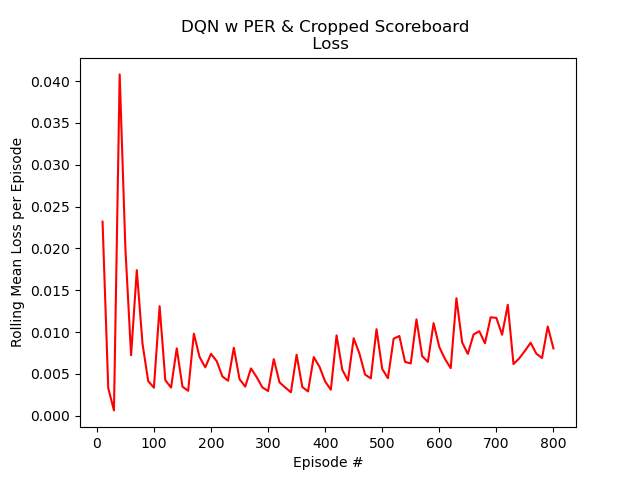 DQN w PER & Cropped Scoreboard
Loss
0.040
0.035
0.030
0.025
0.020
0.015
0.010
0.005
0.000
Rolling Mean Loss per Episode
0 100 200 300 400 500 600 700 800
Episode #